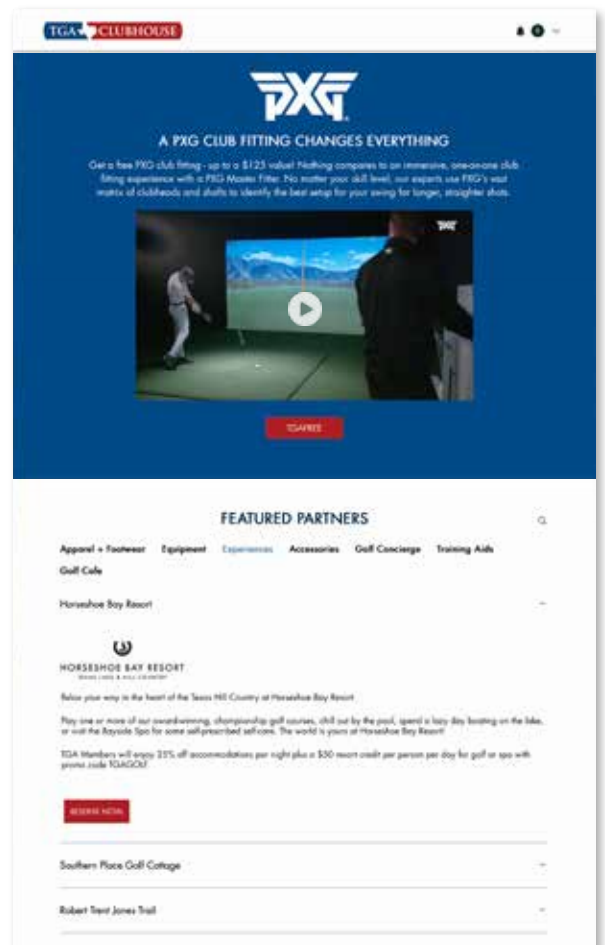 TGA CLUBHOUSE
PXG
A PXG CLUB FITTING CHANGES EVERYTHING
Get a free PXG club fitting - up to a $125 value! Nothing compares to an immersive, one-on-one club
fitting experience with a PXG Master Fitter. No matter your skill level, our experts use PXG's vast
matrix of clubheads and shafts to identify the best setup for your swing for longer, straighter shots.
PXG
TGAFREE
FEATURED PARTNERS
Apparel + Footwear Equipment Experiences Accessories Golf Concierge Training Aids
Golf Cafe
Horseshoe Bay Resort
HORSESHOE BAY RESORT
Relax your way in the heart of the Texas Hill Country at Horseshoe Bay Resort
Play one or more of our award-winning, championship golf courses, chill out by the pool, spend a lazy day boating on the lake,
or visit the Bayside Spa for some self-prescribed self-care. The world is yours at Horseshoe Bay Resort!
TGA Members will enjoy 25% off accommodations per night plus a $50 resort credit per person per day for golf or spa with
promo code TGAGOLF.
RESERVE NOW
Southern Place Golf Cottage
Robert Trent Jones Trail